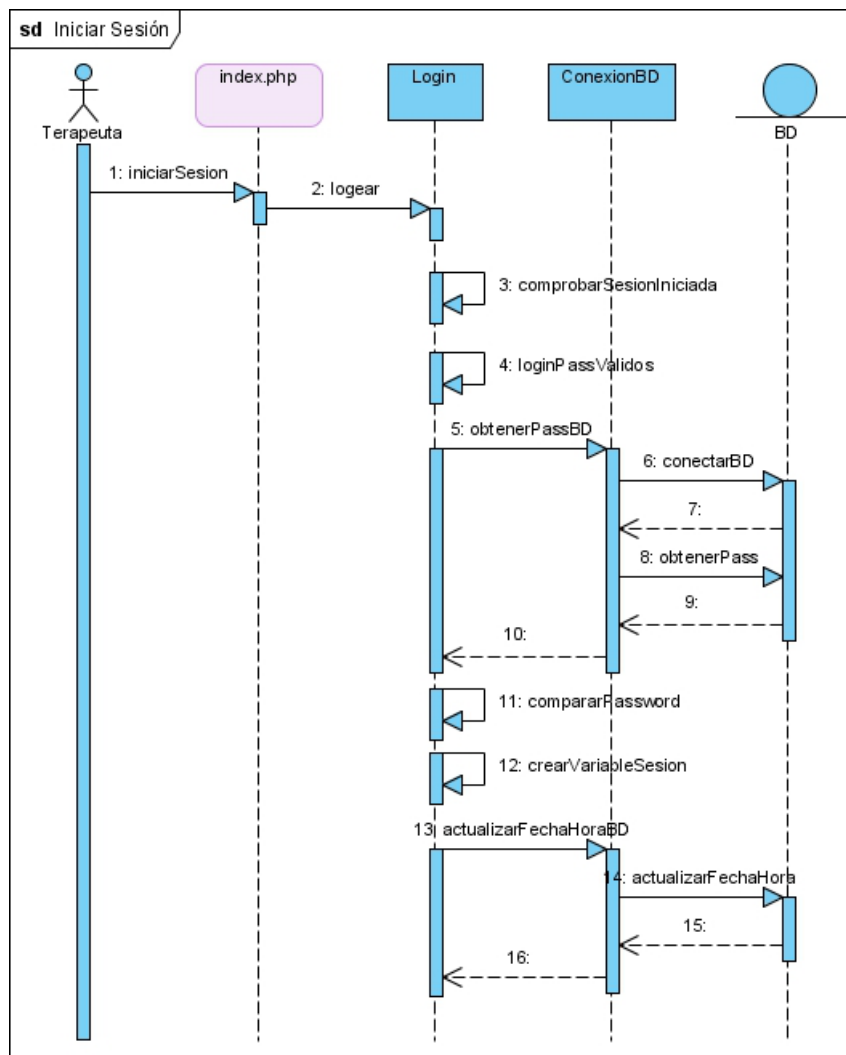 sd Iniciar Sesión
index.php
Login
ConexionBD
Terapeuta
BD
1: iniciarSesion
2: logear
3: comprobarSesionIniciada
4: loginPassValidos
5: obtenerPassBD
6: conectarBD
7:
8: obtenerPass
9:
10:
11: compararPassword
12: crearVariableSesion
13: actualizarFechaHoraBD
14: actualizarFechaHora
15:
16: